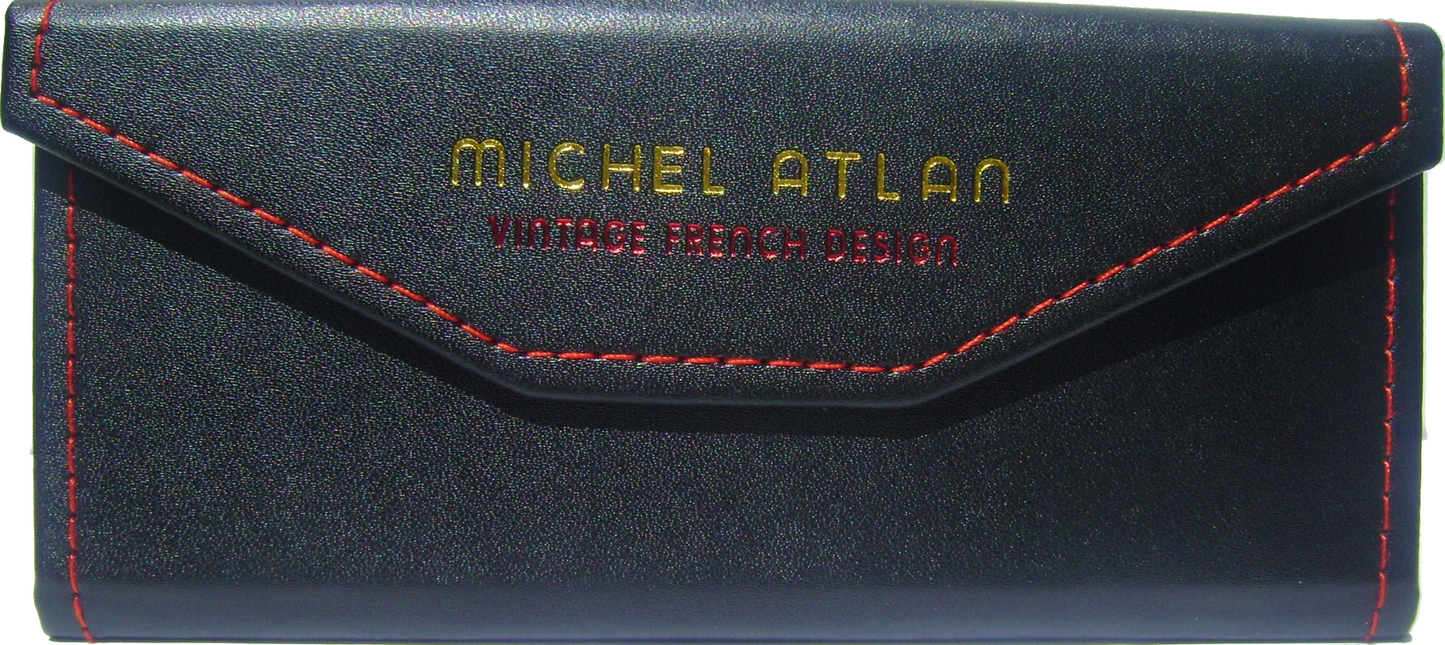 MICHEL ATLAN
VINTAGE FRENCH DESIGN